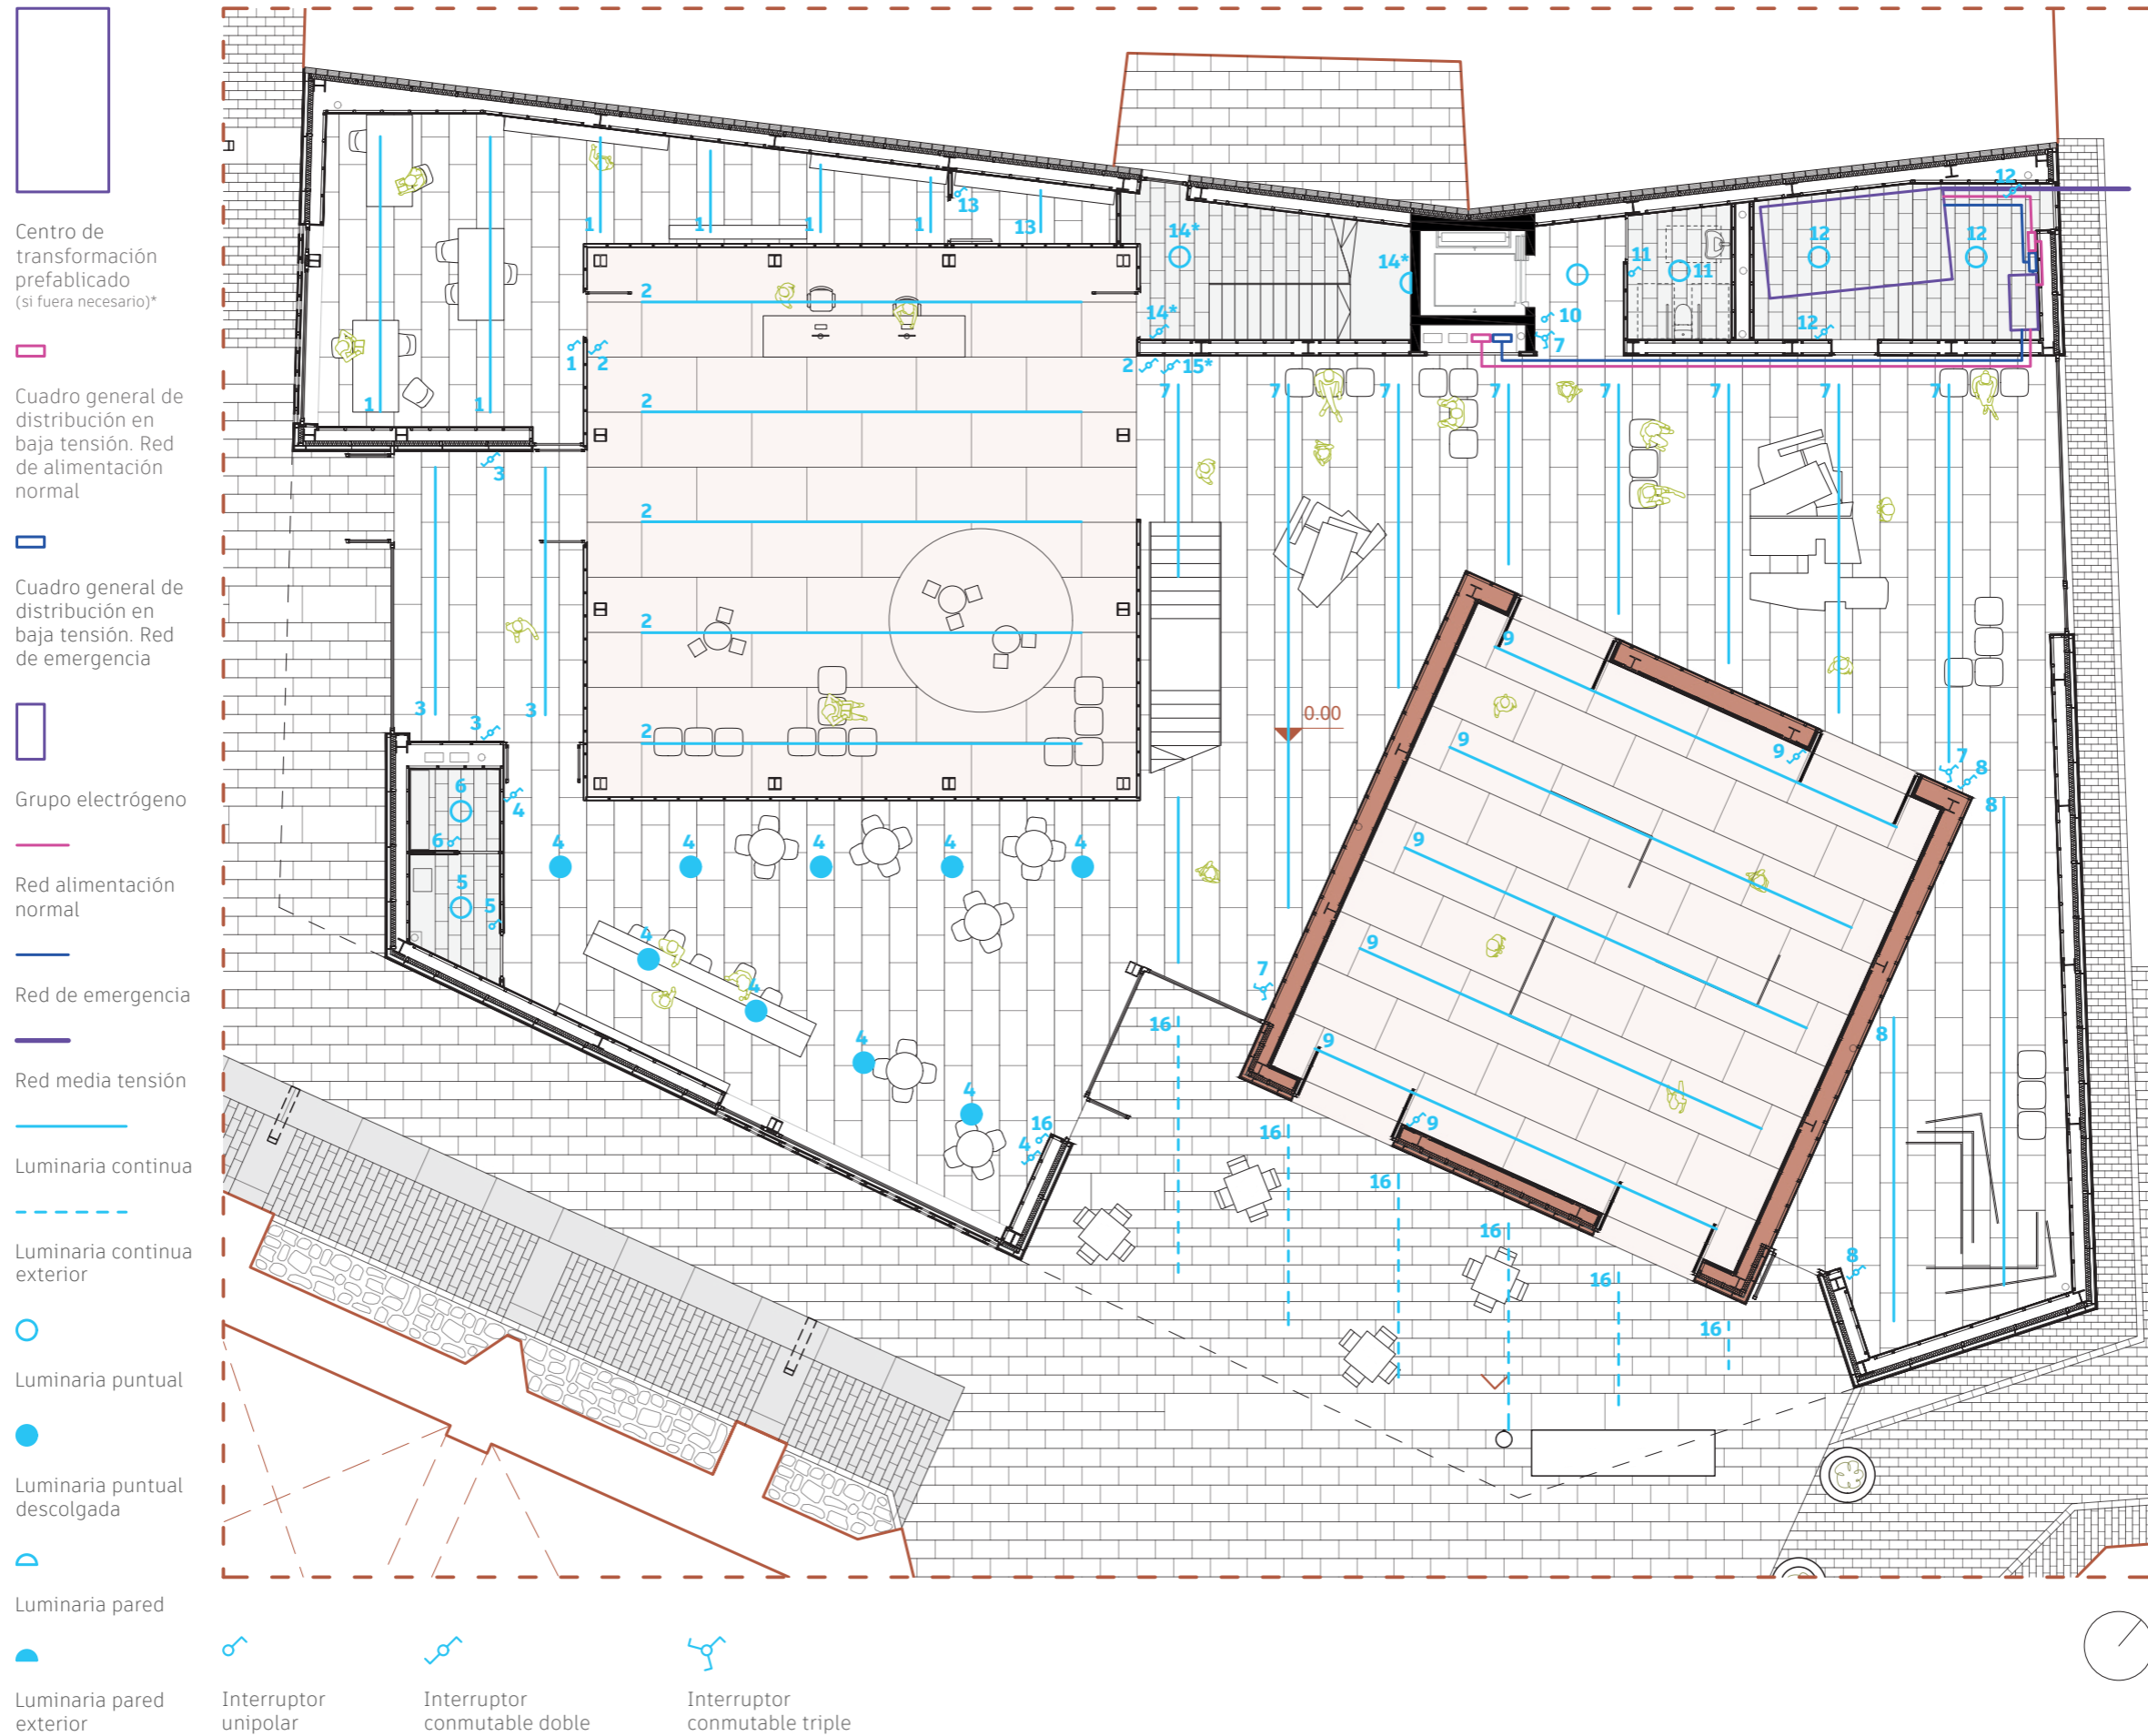 Centro de
transformación
prefablicado
(si fuera necesario)*
Cuadro general de
distribución en
baja tensión. Red
de alimentación
normal
Cuadro general de
distribución en
baja tensión. Red
de emergencia
Grupo electrógeno
Red alimentación
normal
Red de emergencia
Red media tensión
Luminaria continua
Luminaria continua
exterior
Luminaria puntual
Luminaria puntual
descolgada
Luminaria pared
Luminaria pared
exterior
Interruptor
unipolar
Interruptor
conmutable doble
Interruptor
conmutable triple
12
13
1 1 1 1 13
14* 12 12
14* 11 11
2
14* 10
7
1 2 2 15*
1 1 2 7 7 7 7 7 7 7 7
3
2
2
9
3 3 3 2 0.00
9 9 7 8
8
6 4
6 4 4 4 4 4 9
5
5
4 9
7
4
16 8
4 9
4 16 16 9
4
16
16
16 8
16